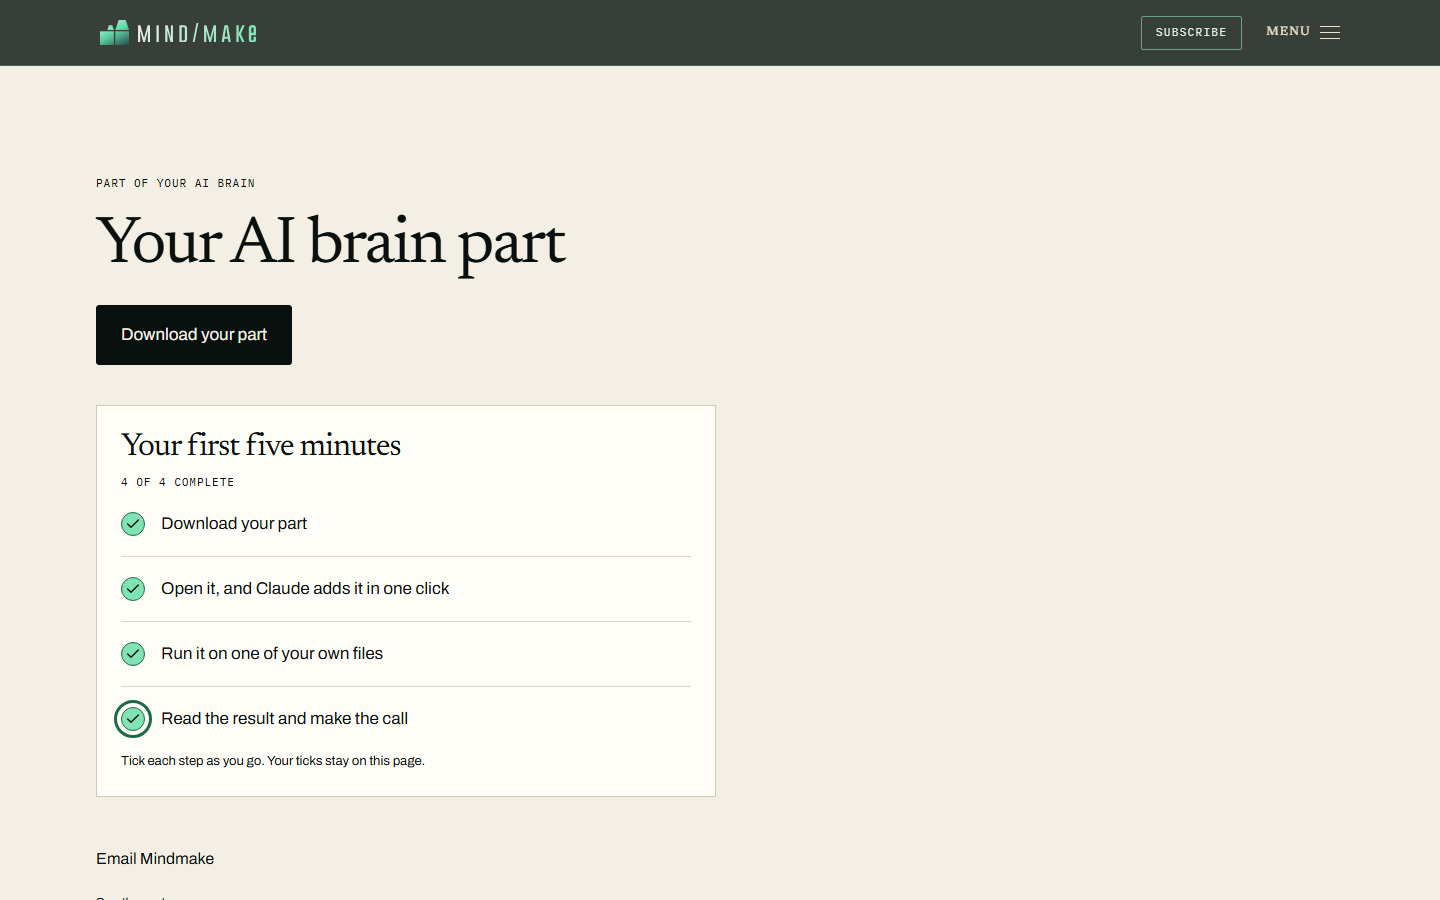 MIND/MAKE
SUBSCRIBE
MENU
PART OF YOUR AI BRAIN
Your AI brain part
Download your part
Your first five minutes
4 OF 4 COMPLETE
Download your part
Open it, and Claude adds it in one click
Run it on one of your own files
Read the result and make the call
Tick each step as you go. Your ticks stay on this page.
Email Mindmake